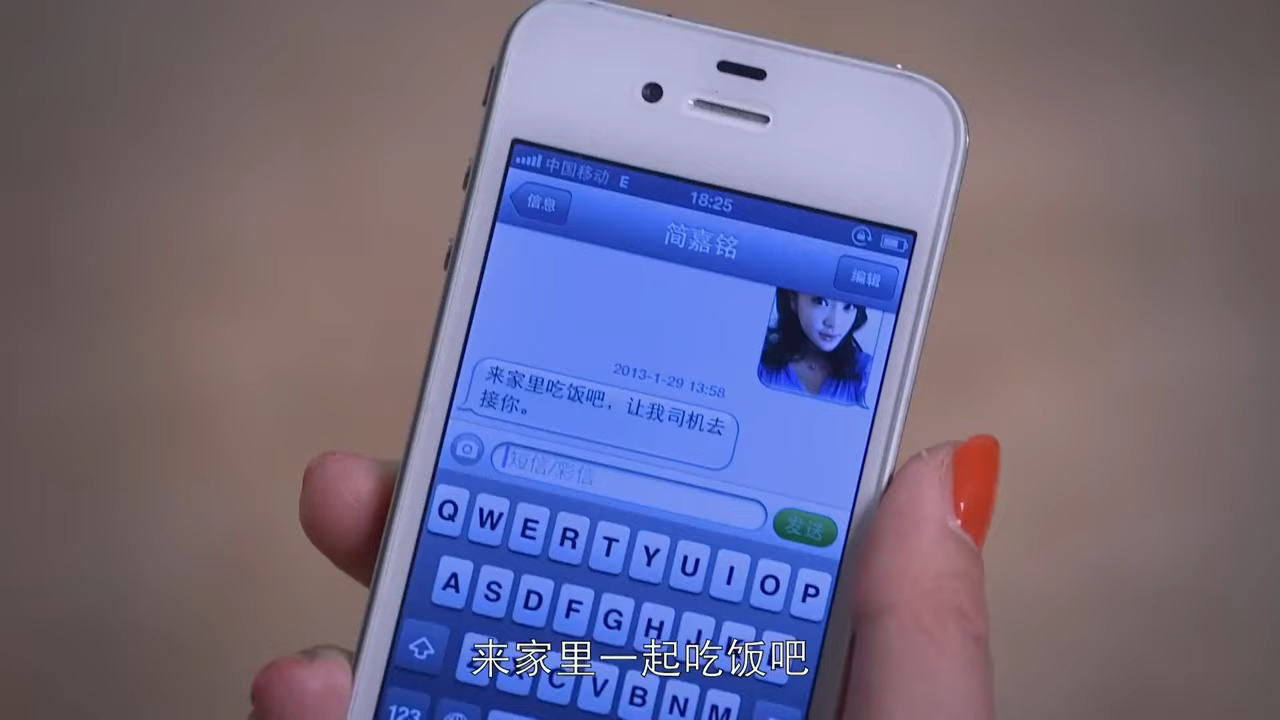 中国移动 E
18:25
信息
简嘉铭
编辑
2013-1-29 13:58
来家里吃饭吧，让我司机去
接你。
短信/彩信
发送
Q W E R T Y U I O P
A S D F G H J
X C V B N M
123
来家里一起吃饭吧